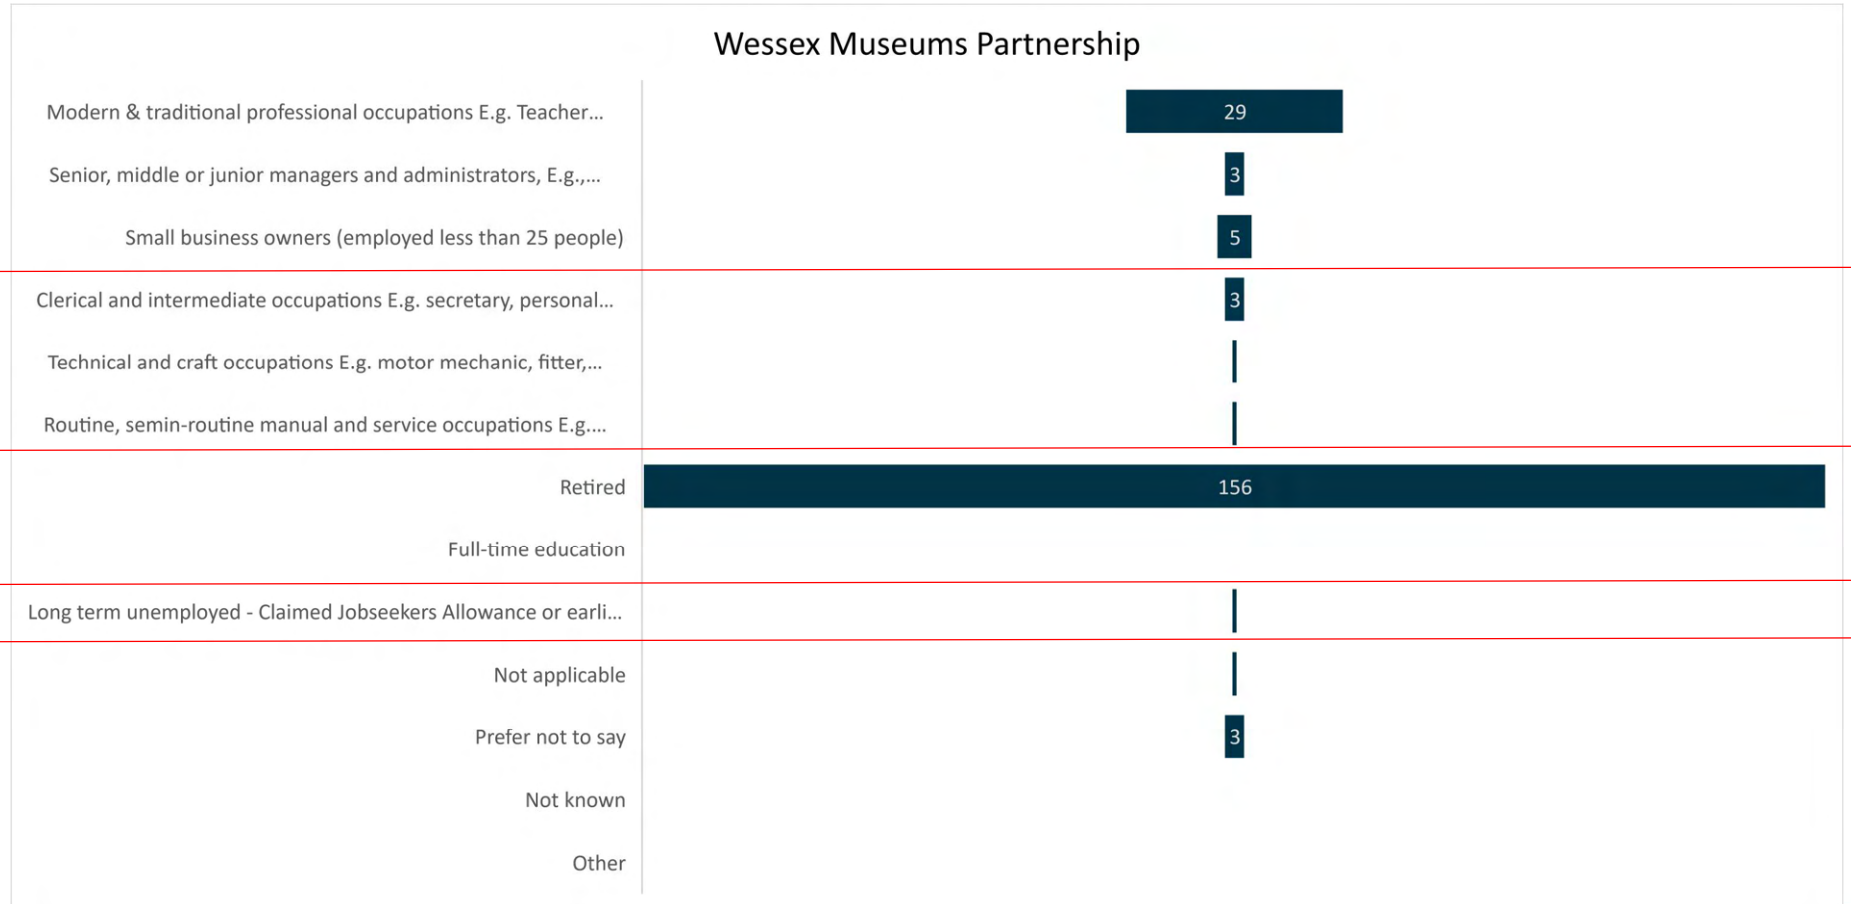 Wessex Museums Partnership
Modern & traditional professional occupations E.g. Teacher...
29
Senior, middle or junior managers and administrators, E.g.,...
3
Small business owners (employed less than 25 people)
5
Clerical and intermediate occupations E.g. secretary, personal...
3
Technical and craft occupations E.g. motor mechanic, fitter,...
Routine, semin-routine manual and service occupations E.g....
Retired
156
Full-time education
Long term unemployed - Claimed Jobseekers Allowance or earli...
Not applicable
Prefer not to say
3
Not known
Other